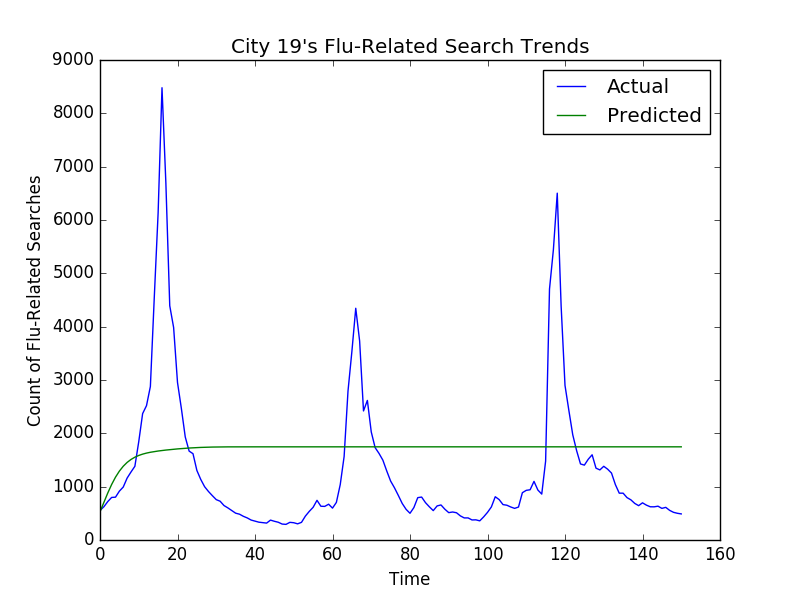 City 19's Flu-Related Search Trends
9000
8000
7000
6000
5000
4000
3000
2000
1000
0
Count of Flu-Related Searches
Actual
Predicted
0 20 40 60 80 100 120 140 160
Time